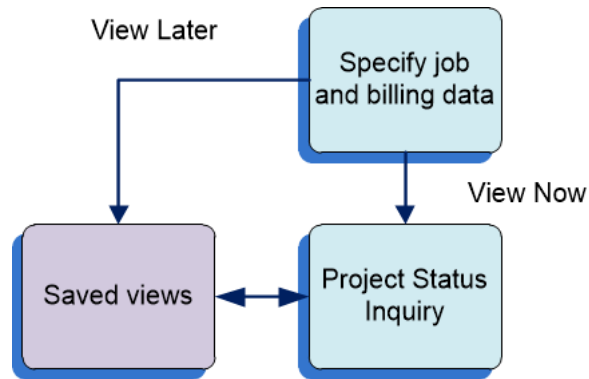 View Later
Specify job
and billing data
View Now
Saved views
Project Status
Inquiry